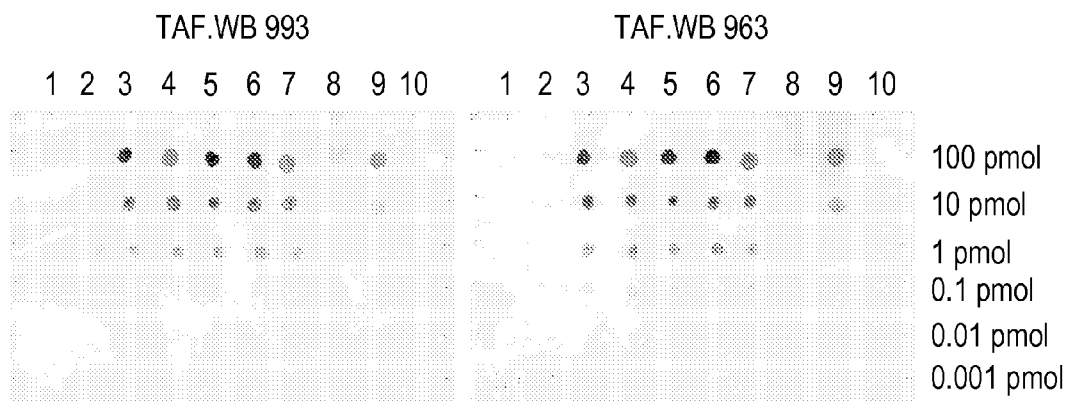 TAF.WB 993 TAF.WB 963
1 2 3 4 5 6 7 8 9 10 1 2 3 4 5 6 7 8 9 10
100 pmol
10 pmol
1 pmol
0.1 pmol
0.01 pmol
0.001 pmol